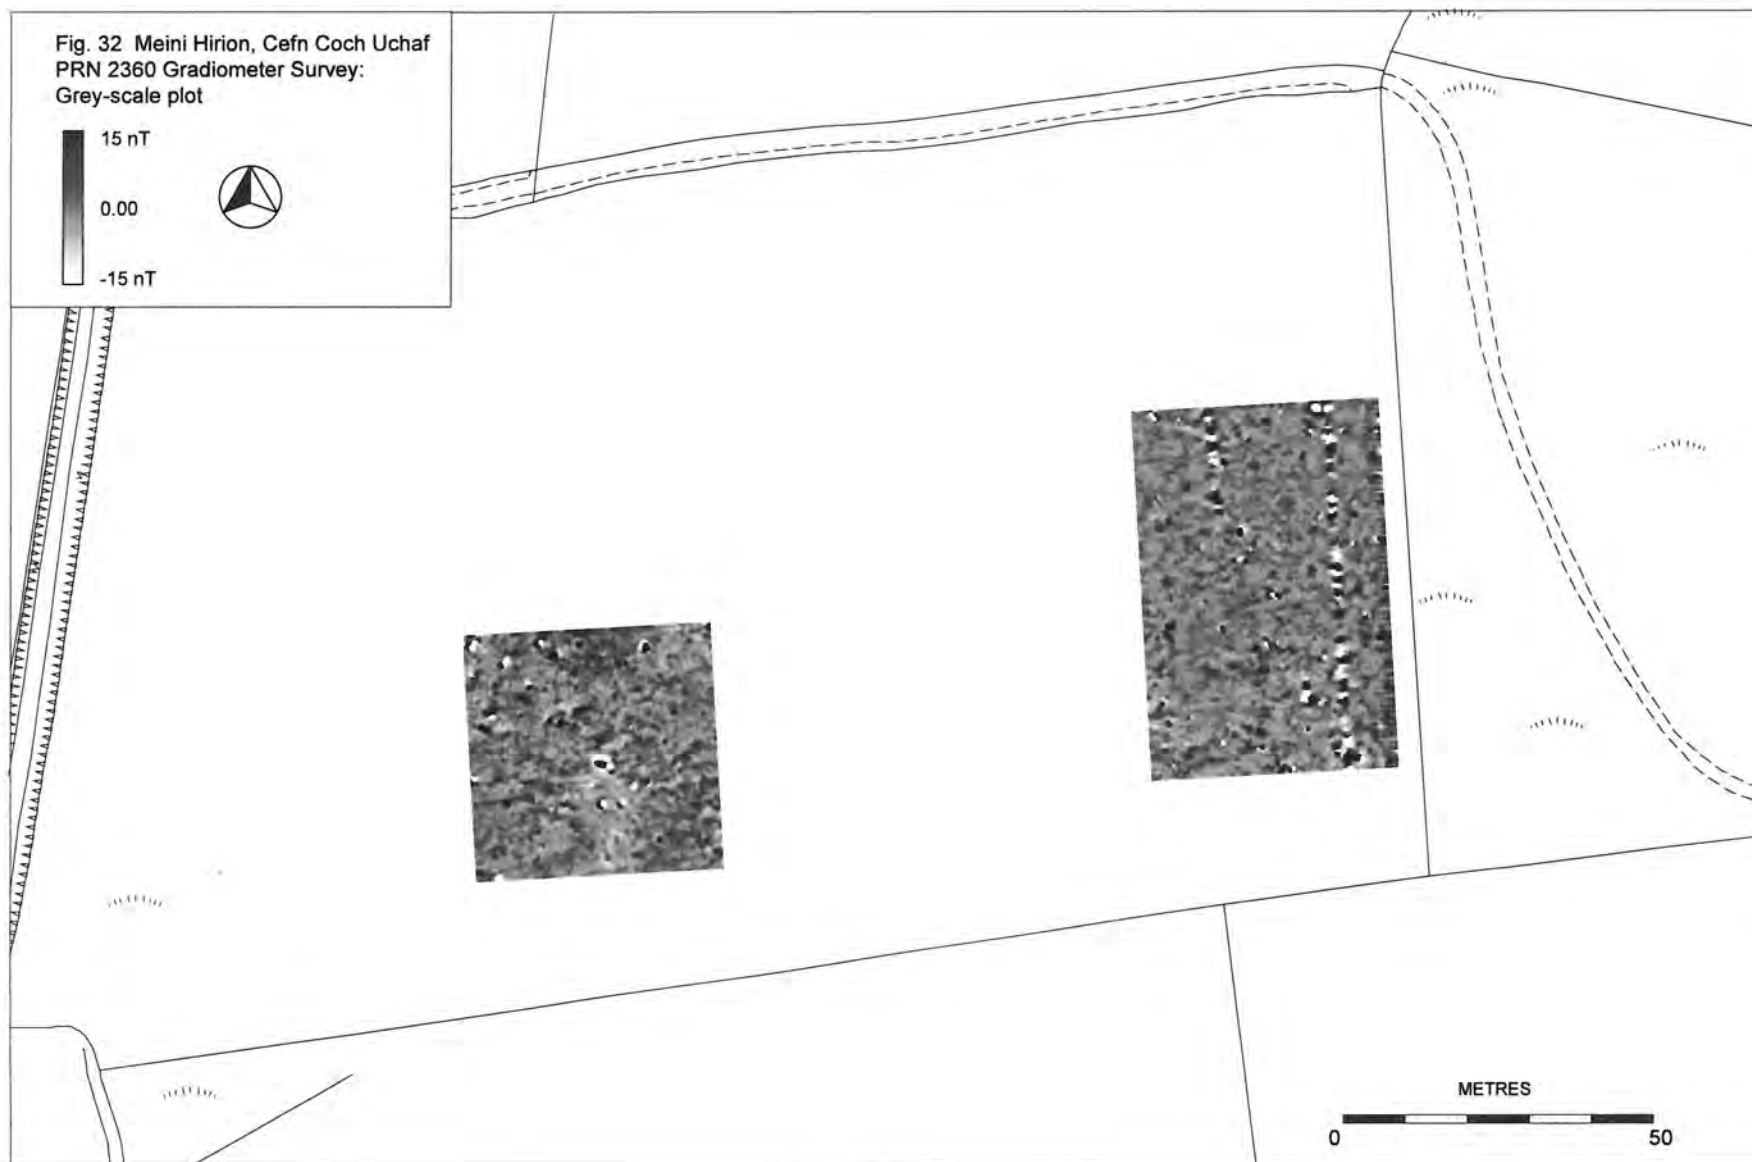 Fig. 32 Meini Hirion, Cefn Coch Uchaf
PRN 2360 Gradiometer Survey:
Grey-scale plot
15 nT
0.00
-15 nT
METRES
0 50